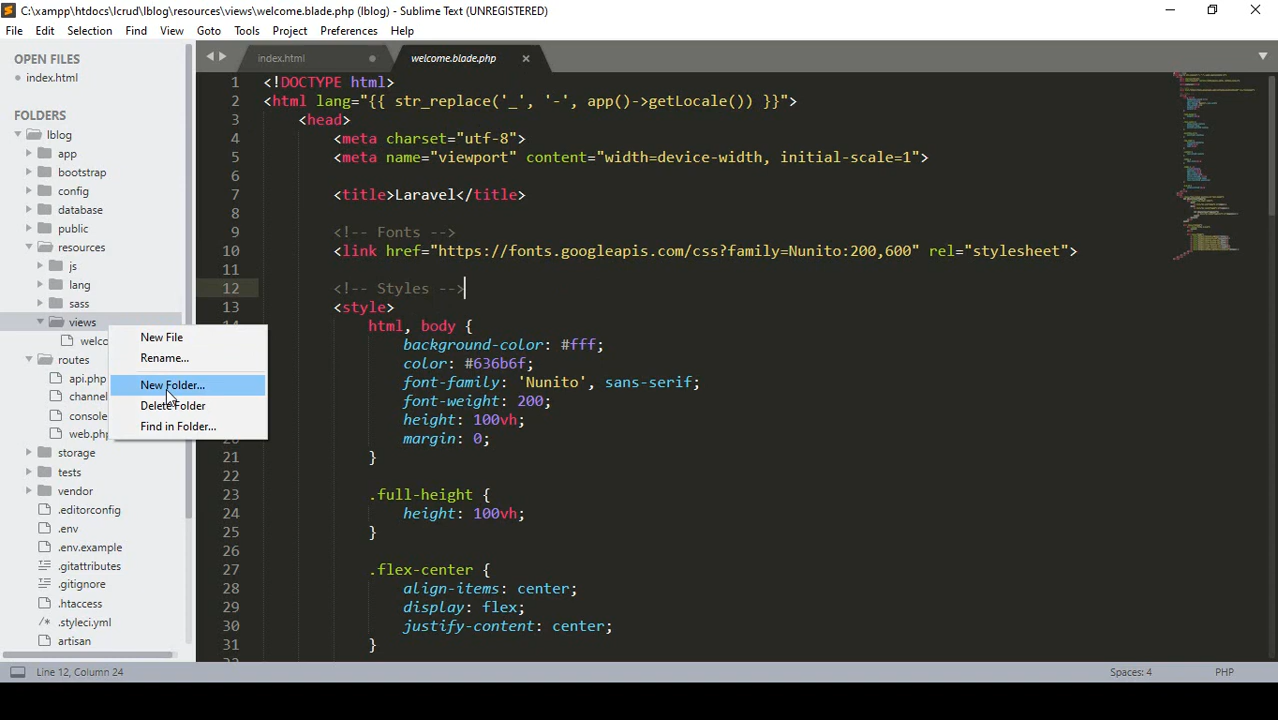 C:\xampp\htdocs\lcrud\lblog\resources\views\welcome.blade.php (lblog) - Sublime Text (UNREGISTERED)
File Edit Selection Find View Goto Tools Project Preferences Help
OPEN FILES
index.html
FOLDERS
lblog
app
bootstrap
config
database
public
resources
js
lang
sass
views
welco
routes
api.php
channel
console
web.php
storage
tests
vendor
.editorconfig
.env
.env.example
.gitattributes
.gitignore
.htaccess
/* .styleci.yml
artisan
New File
Rename...
New Folder...
Delete Folder
Find in Folder...
index.html welcome.blade.php
1 <!DOCTYPE html>
2 <html lang="{{ str_replace('_', '-', app()->getLocale()) }}">
3 <head>
4 <meta charset="utf-8">
5 <meta name="viewport" content="width=device-width, initial-scale=1">
6
7 <title>Laravel</title>
8
9 <!-- Fonts -->
10 <link href="https://fonts.googleapis.com/css?family=Nunito:200,600" rel="stylesheet">
11
12 <!-- Styles -->
13 <style>
html, body {
background-color: #fff;
color: #636b6f;
font-family: 'Nunito', sans-serif;
font-weight: 200;
height: 100vh;
margin: 0;
21 }
22
23 .full-height {
24 height: 100vh;
25 }
26
27 .flex-center {
28 align-items: center;
29 display: flex;
30 justify-content: center;
31 }
Line 12, Column 24 Spaces: 4 PHP